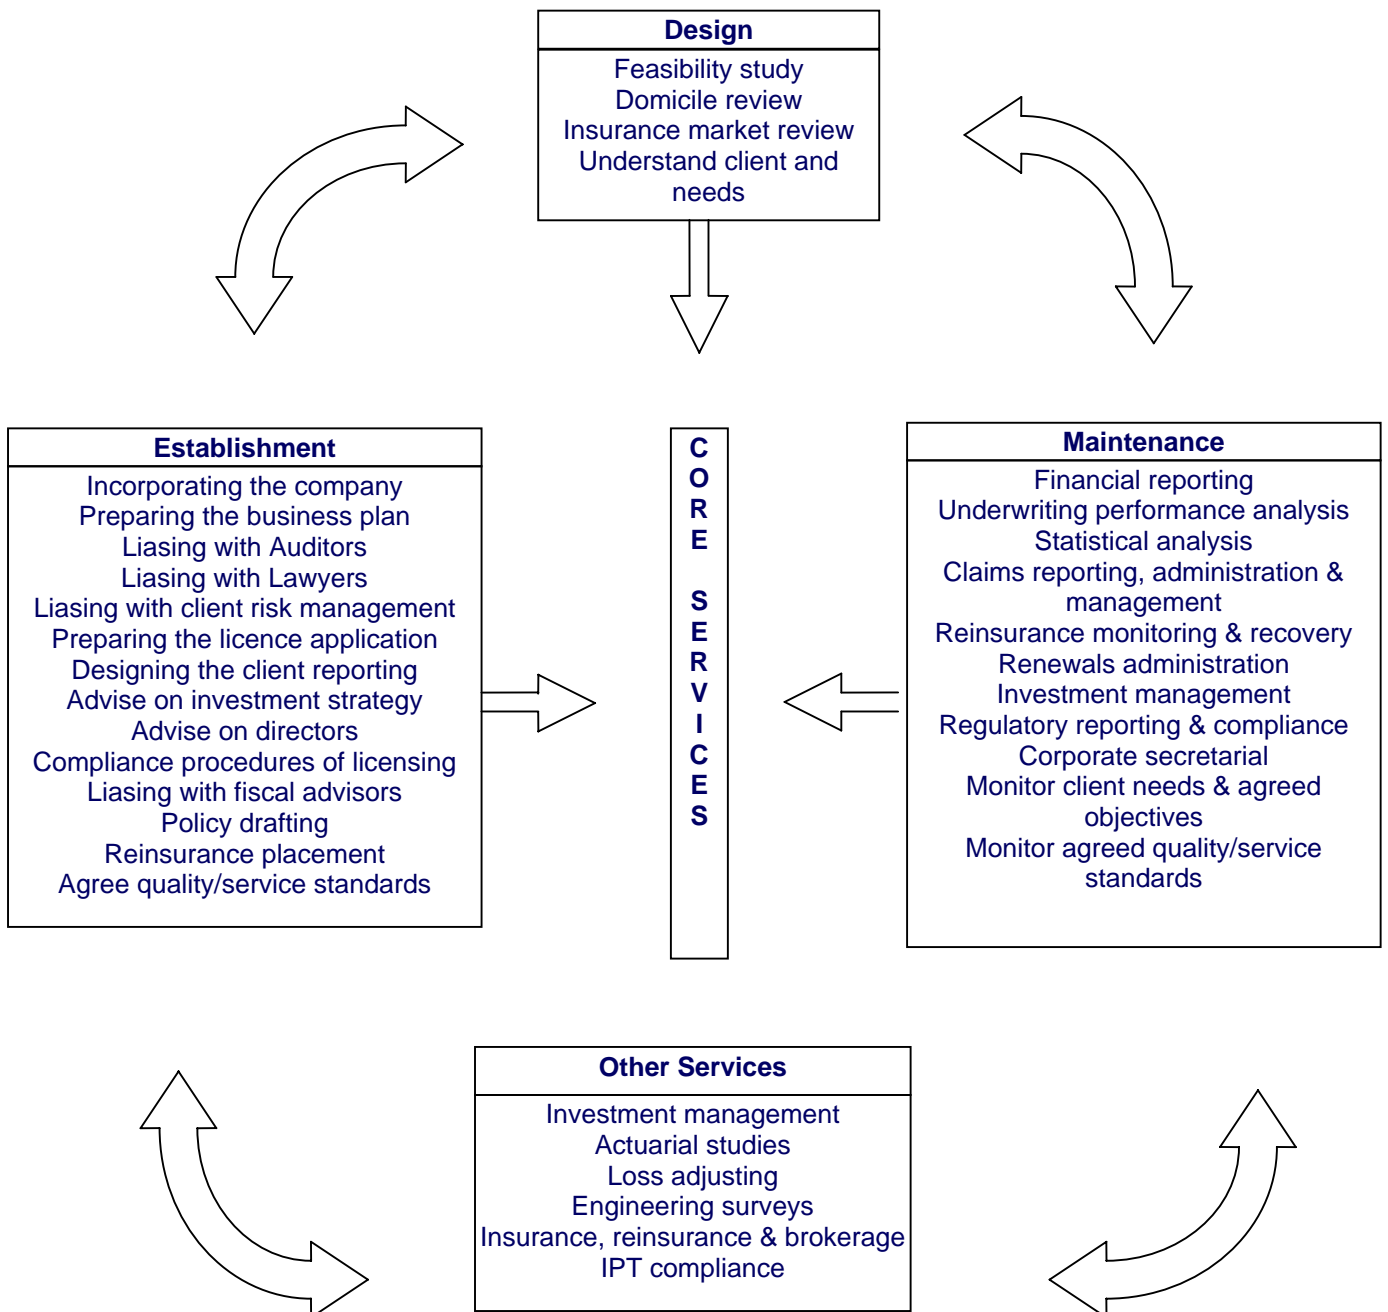 Design
Feasibility study
Domicile review
Insurance market review
Understand client and
needs
Establishment
Incorporating the company
Preparing the business plan
Liasing with Auditors
Liasing with Lawyers
Liasing with client risk management
Preparing the licence application
Designing the client reporting
Advise on investment strategy
Advise on directors
Compliance procedures of licensing
Liasing with fiscal advisors
Policy drafting
Reinsurance placement
Agree quality/service standards
C
O
R
E
S
E
R
V
I
C
E
S
Maintenance
Financial reporting
Underwriting performance analysis
Statistical analysis
Claims reporting, administration &
management
Reinsurance monitoring & recovery
Renewals administration
Investment management
Regulatory reporting & compliance
Corporate secretarial
Monitor client needs & agreed
objectives
Monitor agreed quality/service
standards
Other Services
Investment management
Actuarial studies
Loss adjusting
Engineering surveys
Insurance, reinsurance & brokerage
IPT compliance